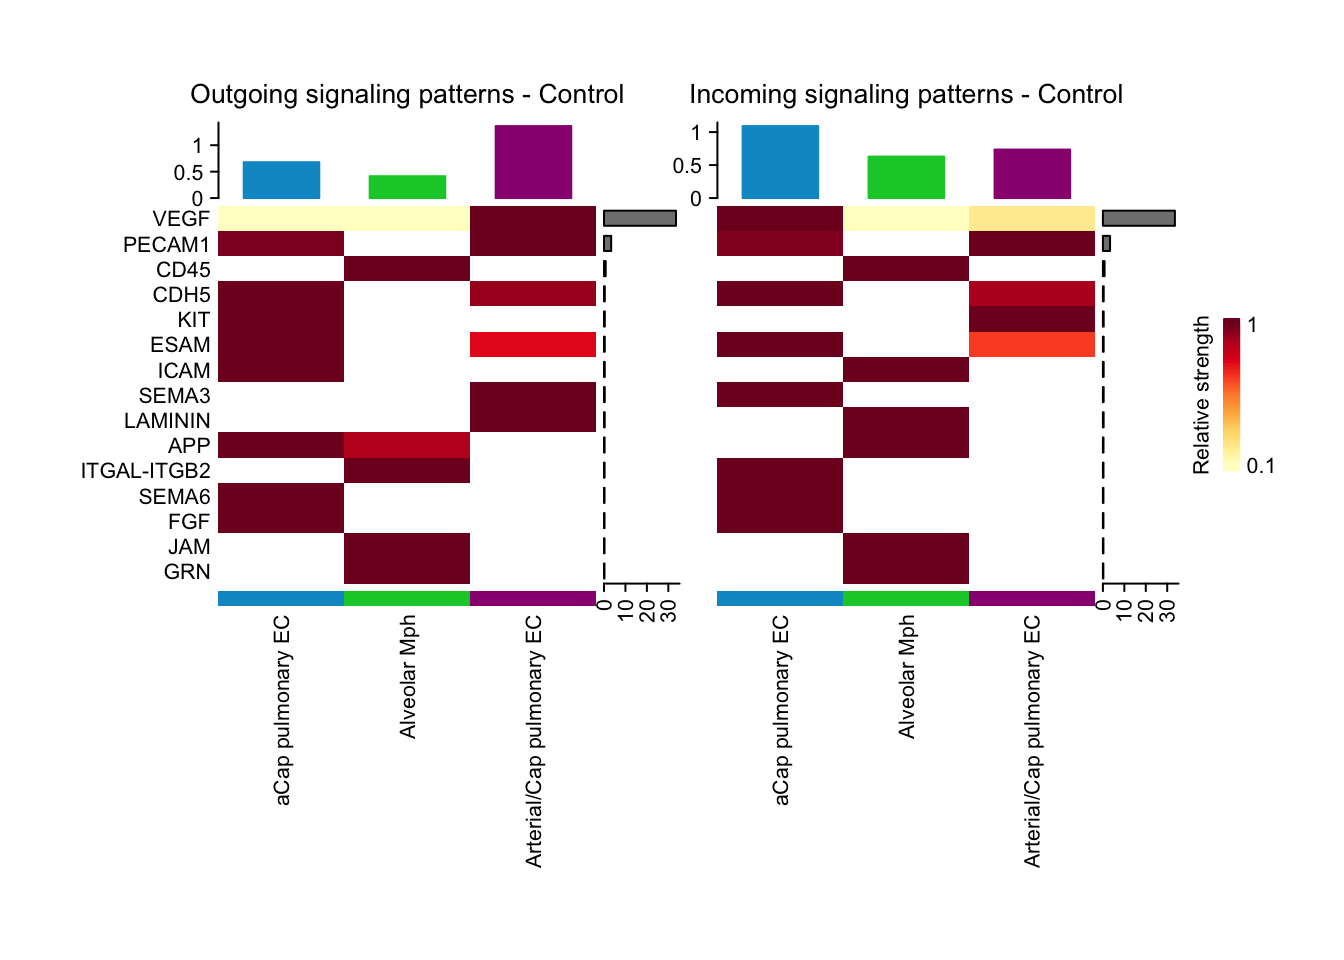 Outgoing signaling patterns - Control
Incoming signaling patterns - Control
1
0.5
0
1
0.5
0
VEGF
PECAM1
CD45
CDH5
KIT
ESAM
ICAM
SEMA3
LAMININ
APP
ITGAL-ITGB2
SEMA6
FGF
JAM
GRN
0
10
20
30
0
10
20
30
aCap pulmonary EC
Alveolar Mph
Arterial/Cap pulmonary EC
aCap pulmonary EC
Alveolar Mph
Arterial/Cap pulmonary EC
Relative strength
1
0.1